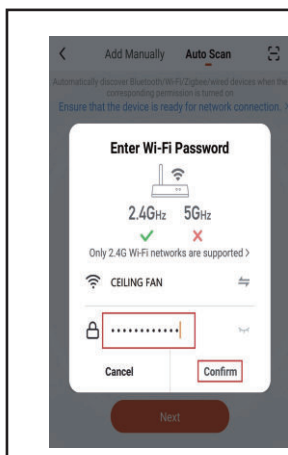 Add Manually Auto Scan
Automatically discover Bluetooth/Wi-Fi/Zigbee/wired devices when the
corresponding permission is turned on
Ensure that the device is ready for network connection.
Enter Wi-Fi
Password
2.4GHz 5GHz
Only 2.4G Wi-Fi networks are supported >
CEILING FAN
Cancel Confirm
Next